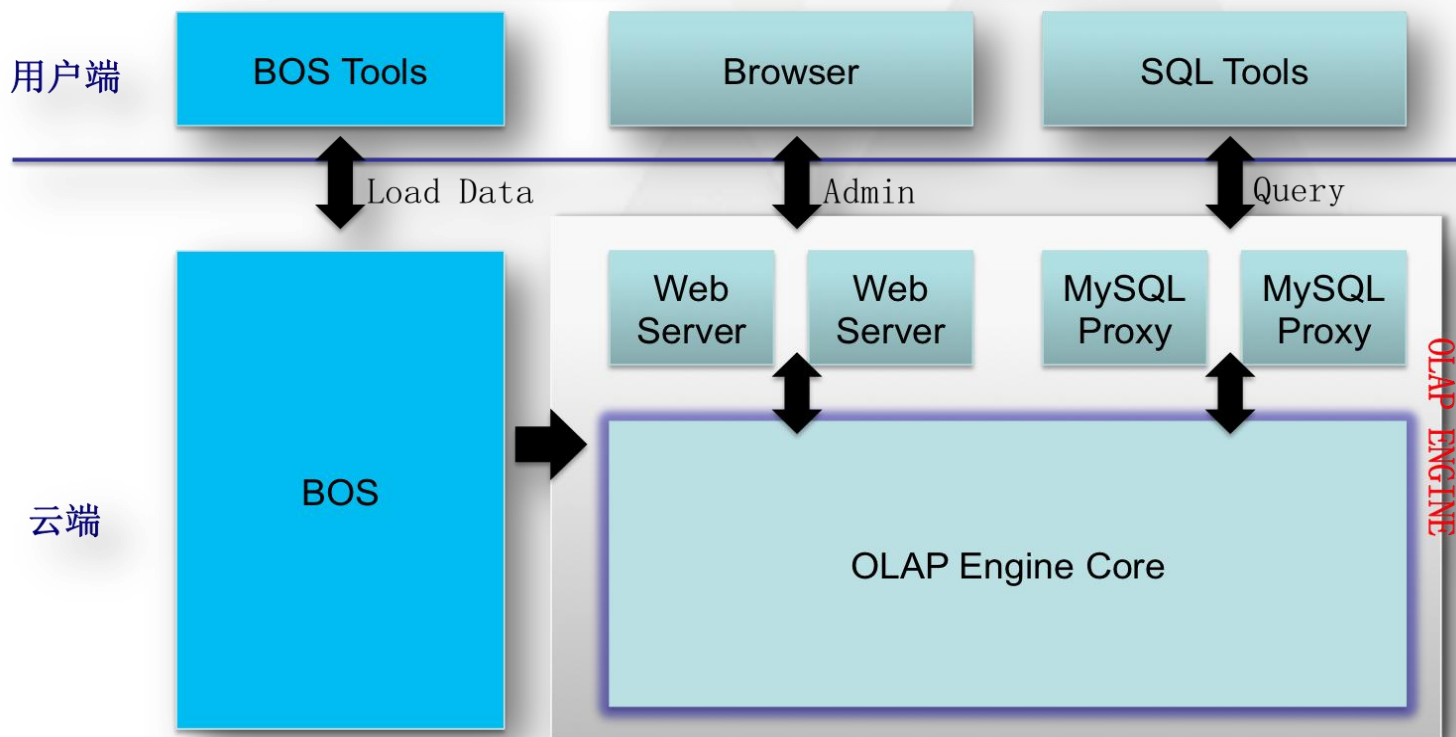 用户端
BOS Tools
Browser
SQL Tools
Load Data
Admin
Query
Web
Server
Web
Server
MySQL
Proxy
MySQL
Proxy
OLAP ENGINE
云端
BOS
OLAP Engine Core